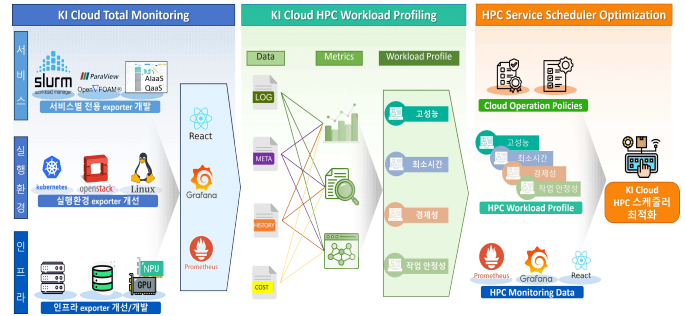 KI Cloud Total Monitoring
서비스
slurm
workload manager
ParaView
OpenFOAM®
AIaaS
QaaS
서비스별 전용 exporter 개발
실행환경
kubernetes
openstack
Linux
실행환경 exporter 개선
인프라
NPU
GPU
인프라 exporter 개선/개발
React
Grafana
Prometheus
KI Cloud HPC Workload Profiling
Data
Metrics
Workload Profile
LOG
META
HISTORY
COST
고성능
최소시간
경제성
작업 안정성
HPC Service Scheduler Optimization
Cloud Operation Policies
고성능
최소시간
경제성
작업 안정성
HPC Workload Profile
Prometheus
Grafana
React
HPC Monitoring Data
KI Cloud
HPC 스케줄러
최적화